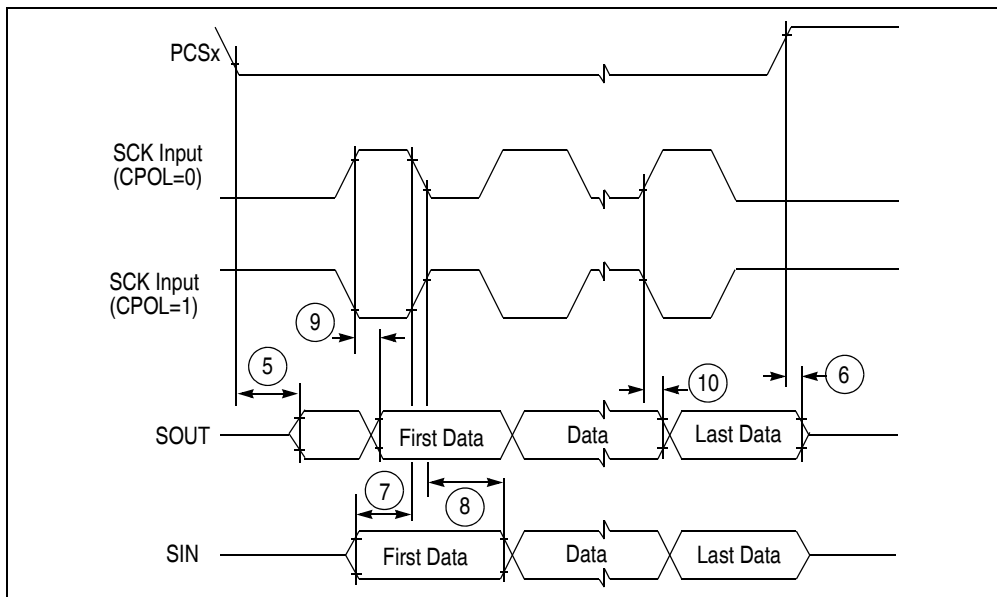 PCSx
SCK Input
(CPOL=0)
SCK Input
(CPOL=1)
9
5
10
6
SOUT
First Data
Data
Last Data
7
8
SIN
First Data
Data
Last Data